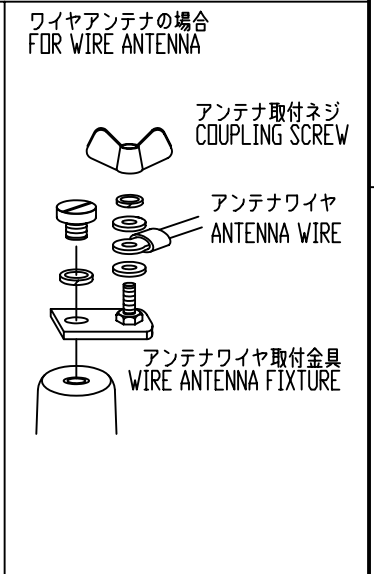 ワイヤアンテナの場合
FOR WIRE ANTENNA
アンテナ取付ネジ
COUPLING SCREW
アンテナワイヤ
ANTENNA WIRE
アンテナワイヤ取付金具
WIRE ANTENNA FIXTURE